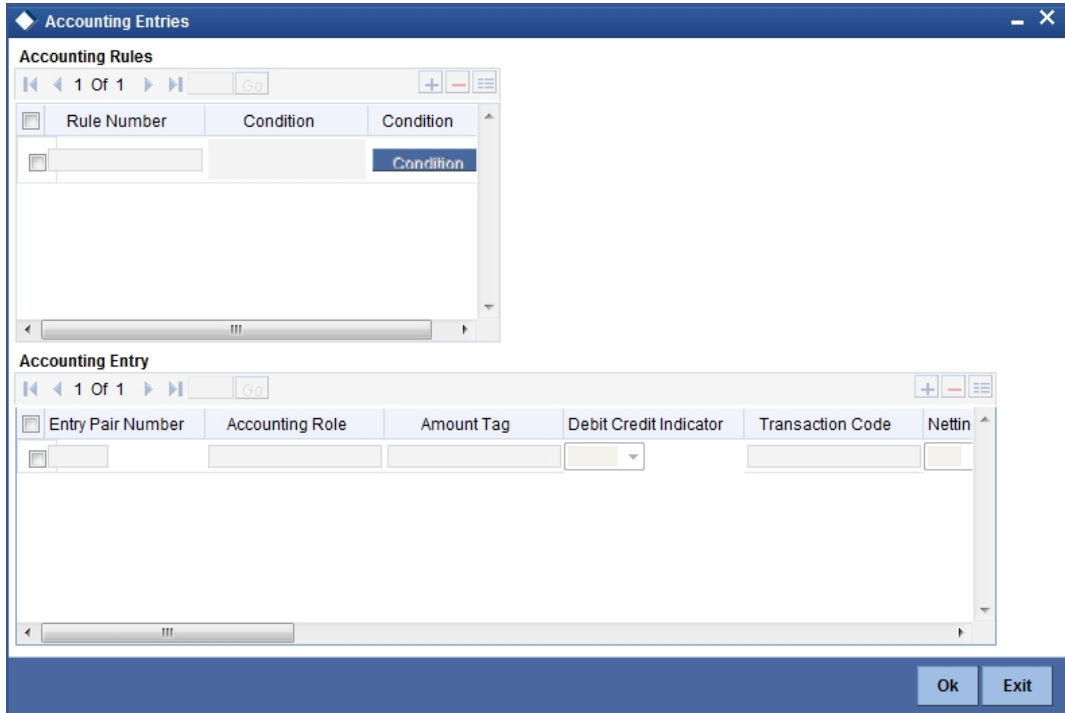 Accounting Entries
Accounting Rules
1 Of 1 Go
Rule Number Condition Condition
Condition
Accounting Entry
1 Of 1 Go
Entry Pair Number Accounting Role Amount Tag Debit Credit Indicator Transaction Code Nettin
Ok Exit